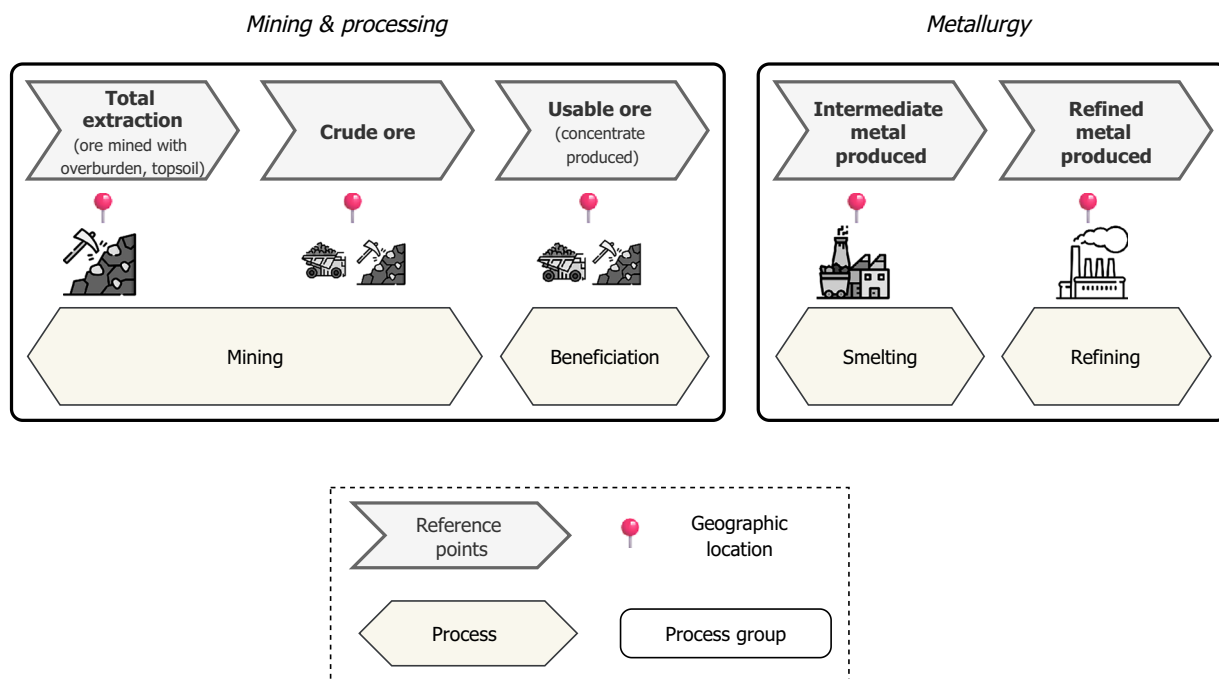 Mining & processing
Metallurgy
Total
extraction
(ore mined with
overburden, topsoil)
Crude ore
Usable ore
(concentrate
produced)
Intermediate
metal
produced
Refined
metal
produced
Mining
Beneficiation
Smelting
Refining
Reference
points
Geographic
location
Process
Process group